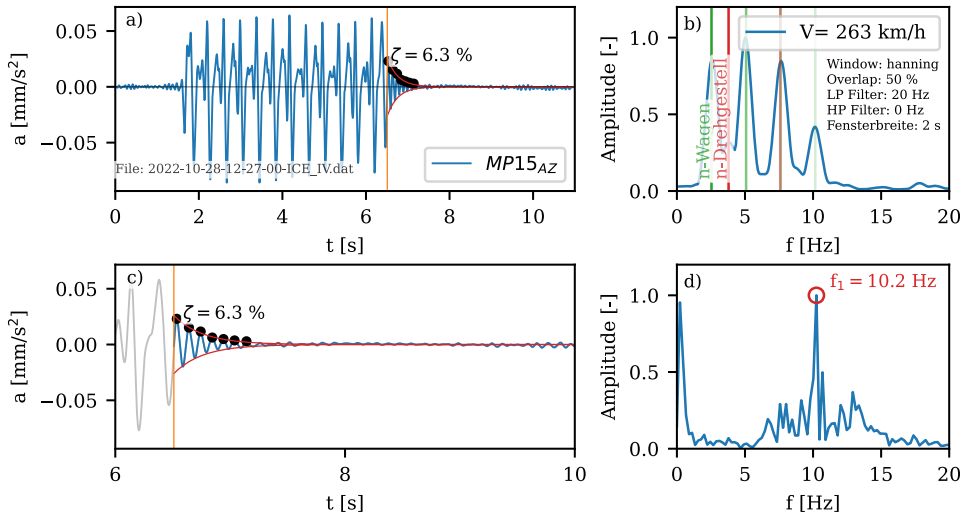 a)
ζ = 6.3 %
File: 2022-10-28-12-27-00-ICE_IV.dat
MP15_AZ
a [mm/s²]
0.05
0.00
−0.05
0 2 4 6 8 10
t [s]
b)
V= 263 km/h
Window: hanning
Overlap: 50 %
LP Filter: 20 Hz
HP Filter: 0 Hz
Fensterbreite: 2 s
n-Wagen
n-Drehgestell
Amplitude [-]
1.0
0.5
0.0
0 5 10 15 20
f [Hz]
c)
ζ = 6.3 %
a [mm/s²]
0.05
0.00
−0.05
6 8 10
t [s]
d)
f₁ = 10.2 Hz
Amplitude [-]
1.0
0.5
0.0
0 5 10 15 20
f [Hz]